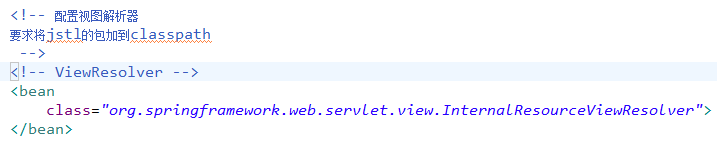 <!-- 配置视图解析器
要求将jstl的包加到classpath
-->
<!-- ViewResolver -->
<bean
class="org.springframework.web.servlet.view.InternalResourceViewResolver">
</bean>